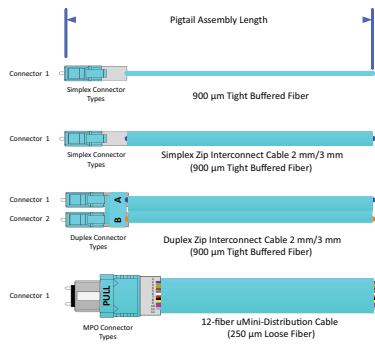 Pigtail Assembly Length
Connector 1
Simplex Connector
Types
900 µm Tight Buffered Fiber
Connector 1
Simplex Connector
Types
Simplex Zip Interconnect Cable 2 mm/3 mm
(900 µm Tight Buffered Fiber)
Connector 1
A
Connector 2
B
Duplex Connector
Types
Duplex Zip Interconnect Cable 2 mm/3 mm
(900 µm Tight Buffered Fiber)
Connector 1
PULL
MPO Connector
Types
12-fiber uMini-Distribution Cable
(250 µm Loose Fiber)